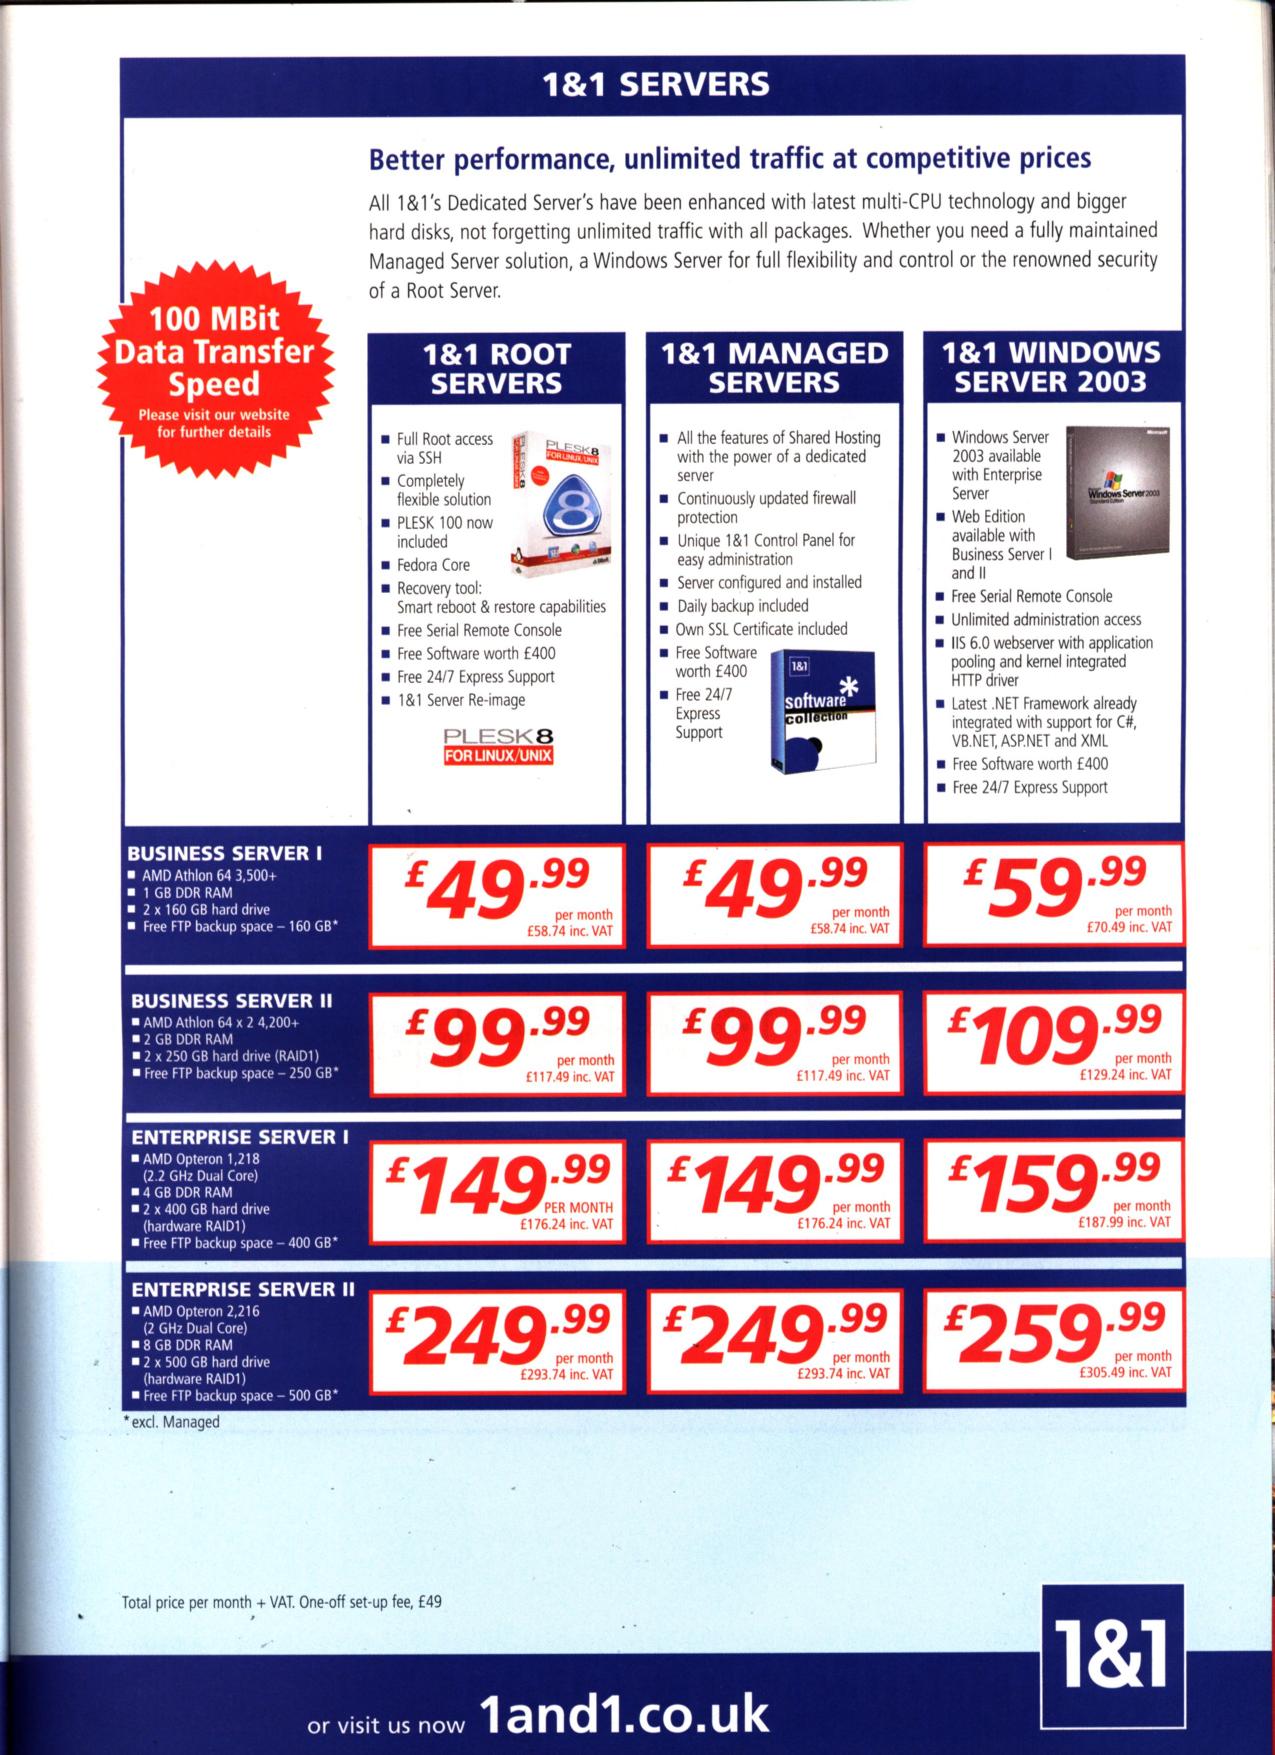 1&1 SERVERS
Better performance, unlimited traffic at competitive prices
All 1&1's Dedicated Server's have been enhanced with latest multi-CPU technology and bigger
hard disks, not forgetting unlimited traffic with all packages. Whether you need a fully maintained
Managed Server solution, a Windows Server for full flexibility and control or the renowned security
of a Root Server.
100 MBit
Data Transfer
Speed
Please visit our website
for further details
1&1 ROOT
SERVERS
■ Full Root access
via SSH
■ Completely
flexible solution
■ PLESK 100 now
included
■ Fedora Core
■ Recovery tool:
Smart reboot & restore capabilities
■ Free Serial Remote Console
■ Free Software worth £400
■ Free 24/7 Express Support
■ 1&1 Server Re-image
PLESK 8
FOR LINUX/UNIX
8
PLESK 8
FOR LINUX/UNIX
1&1 MANAGED
SERVERS
■ All the features of Shared Hosting
with the power of a dedicated
server
■ Continuously updated firewall
protection
■ Unique 1&1 Control Panel for
easy administration
■ Server configured and installed
■ Daily backup included
■ Own SSL Certificate included
■ Free Software
worth £400
■ Free 24/7
Express
Support
1&1
software*
collection
1&1 WINDOWS
SERVER 2003
■ Windows Server
2003 available
with Enterprise
Server
■ Web Edition
available with
Business Server I
and II
■ Free Serial Remote Console
■ Unlimited administration access
■ IIS 6.0 webserver with application
pooling and kernel integrated
HTTP driver
■ Latest .NET Framework already
integrated with support for C#,
VB.NET, ASP.NET and XML
■ Free Software worth £400
■ Free 24/7 Express Support
Microsoft
Windows Server 2003
Standard Edition
BUSINESS SERVER I
■ AMD Athlon 64 3,500+
■ 1 GB DDR RAM
■ 2 x 160 GB hard drive
■ Free FTP backup space – 160 GB*
£49.99
per month
£58.74 inc. VAT
£49.99
per month
£58.74 inc. VAT
£59.99
per month
£70.49 inc. VAT
BUSINESS SERVER II
■ AMD Athlon 64 x 2 4,200+
■ 2 GB DDR RAM
■ 2 x 250 GB hard drive (RAID1)
■ Free FTP backup space – 250 GB*
£99.99
per month
£117.49 inc. VAT
£99.99
per month
£117.49 inc. VAT
£109.99
per month
£129.24 inc. VAT
ENTERPRISE SERVER I
■ AMD Opteron 1,218
(2.2 GHz Dual Core)
■ 4 GB DDR RAM
■ 2 x 400 GB hard drive
(hardware RAID1)
■ Free FTP backup space – 400 GB*
£149.99
PER MONTH
£176.24 inc. VAT
£149.99
per month
£176.24 inc. VAT
£159.99
per month
£187.99 inc. VAT
ENTERPRISE SERVER II
■ AMD Opteron 2,216
(2 GHz Dual Core)
■ 8 GB DDR RAM
■ 2 x 500 GB hard drive
(hardware RAID1)
■ Free FTP backup space – 500 GB*
£249.99
per month
£293.74 inc. VAT
£249.99
per month
£293.74 inc. VAT
£259.99
per month
£305.49 inc. VAT
* excl. Managed
Total price per month + VAT. One-off set-up fee, £49
1&1
or visit us now 1and1.co.uk